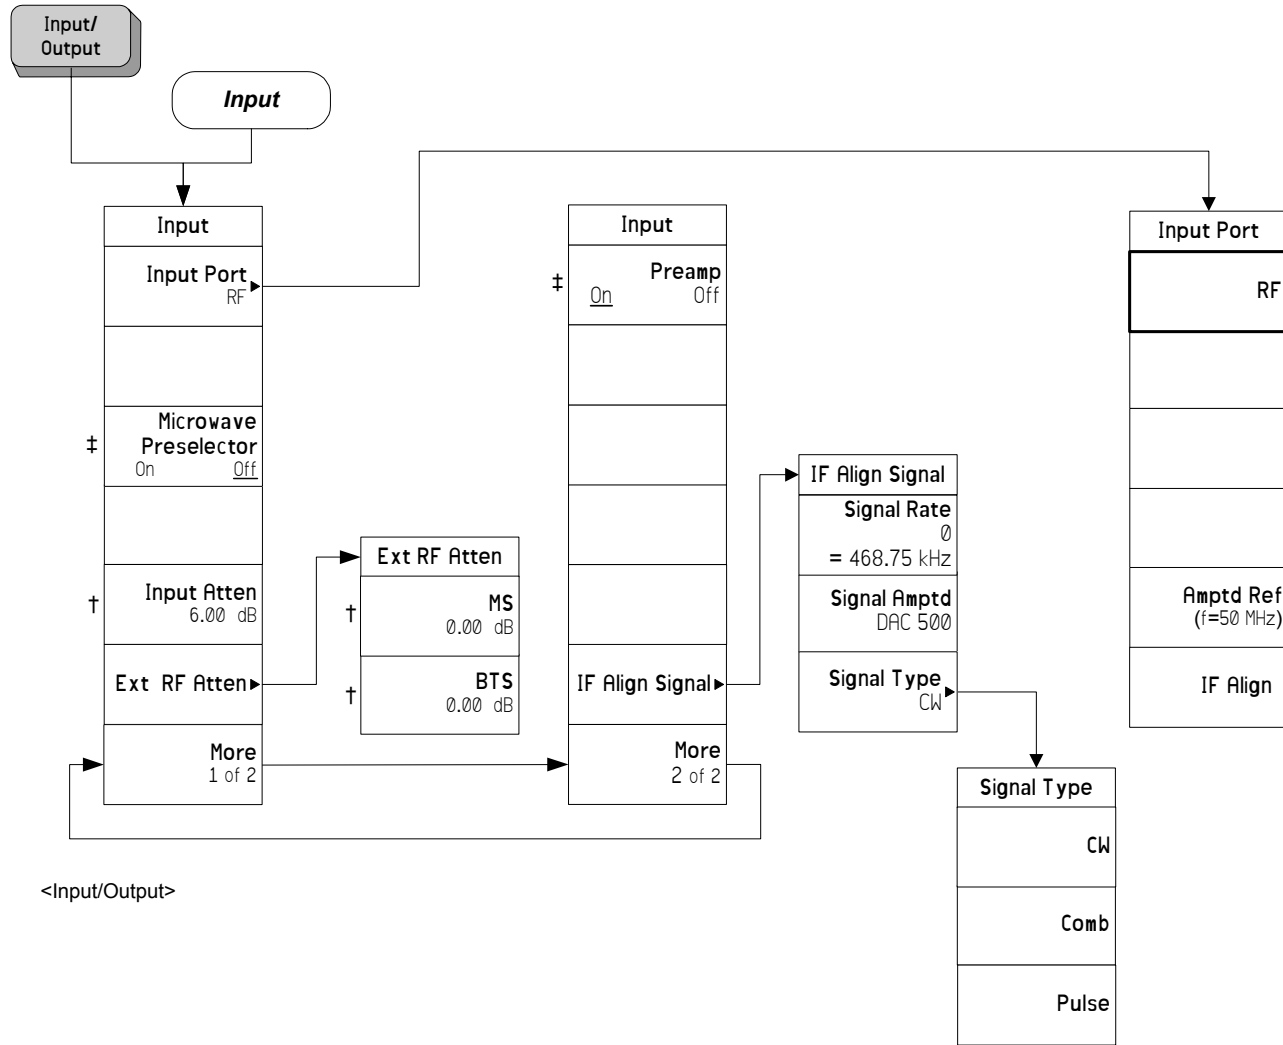 Input/
Output
Input
Input
Input Port
RF
‡
Microwave
Preselector
On Off
†
Input Atten
6.00 dB
Ext RF Atten
More
1 of 2
Ext RF Atten
†
MS
0.00 dB
†
BTS
0.00 dB
Input
‡
Preamp
On Off
IF Align Signal
More
2 of 2
IF Align Signal
Signal Rate
0
= 468.75 kHz
Signal Amptd
DAC 500
Signal Type
CW
Signal Type
CW
Comb
Pulse
Input Port
RF
Amptd Ref
(f=50 MHz)
IF Align
<Input/Output>